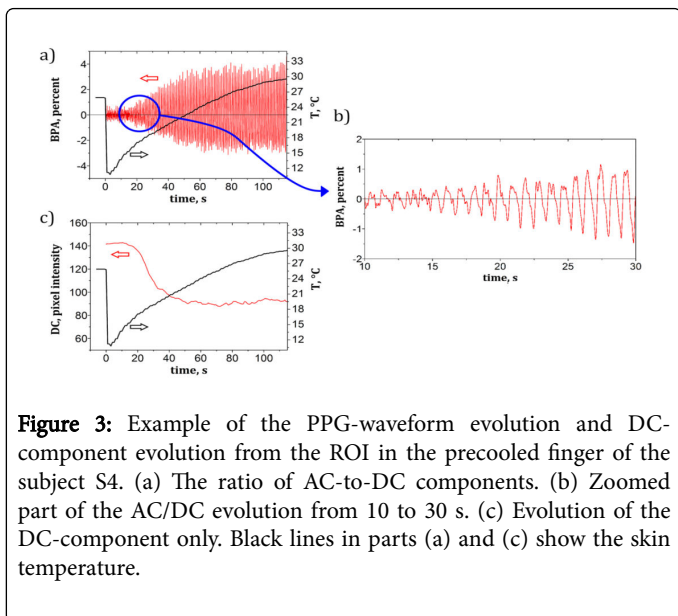 a)
BPA, percent
4
2
0
-2
-4
33
30
27
24
21
18
15
12
T, °C
0 20 40 60 80 100
time, s
b)
BPA, percent
2
1
0
-1
-2
10 15 20 25 30
time, s
c)
DC, pixel intensity
160
140
120
100
80
60
33
30
27
24
21
18
15
12
T, °C
0 20 40 60 80 100
time, s
Figure 3: Example of the PPG-waveform evolution and DC-
component evolution from the ROI in the precooled finger of the
subject S4. (a) The ratio of AC-to-DC components. (b) Zoomed
part of the AC/DC evolution from 10 to 30 s. (c) Evolution of the
DC-component only. Black lines in parts (a) and (c) show the skin
temperature.